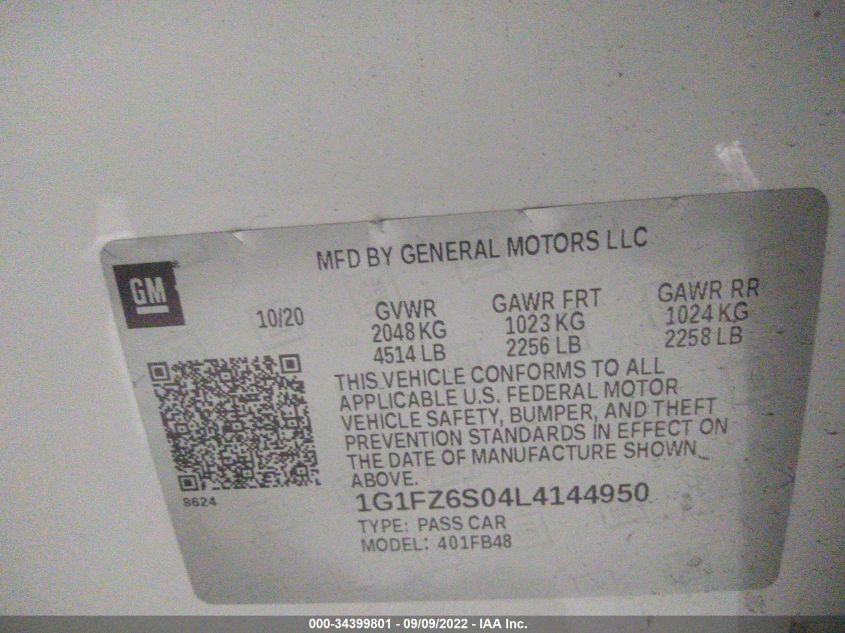 MFD BY GENERAL MOTORS LLC
GM
10/20
GVWR
2048 KG
4514 LB
GAWR FRT
1023 KG
2256 LB
GAWR RR
1024 KG
2258 LB
THIS VEHICLE CONFORMS TO ALL
APPLICABLE U.S. FEDERAL MOTOR
VEHICLE SAFETY, BUMPER, AND THEFT
PREVENTION STANDARDS IN EFFECT ON
THE DATE OF MANUFACTURE SHOWN
ABOVE.
8624
1G1FZ6S04L4144950
TYPE: PASS CAR
MODEL: 401FB48
000-34399801 - 09/09/2022 - IAA Inc.